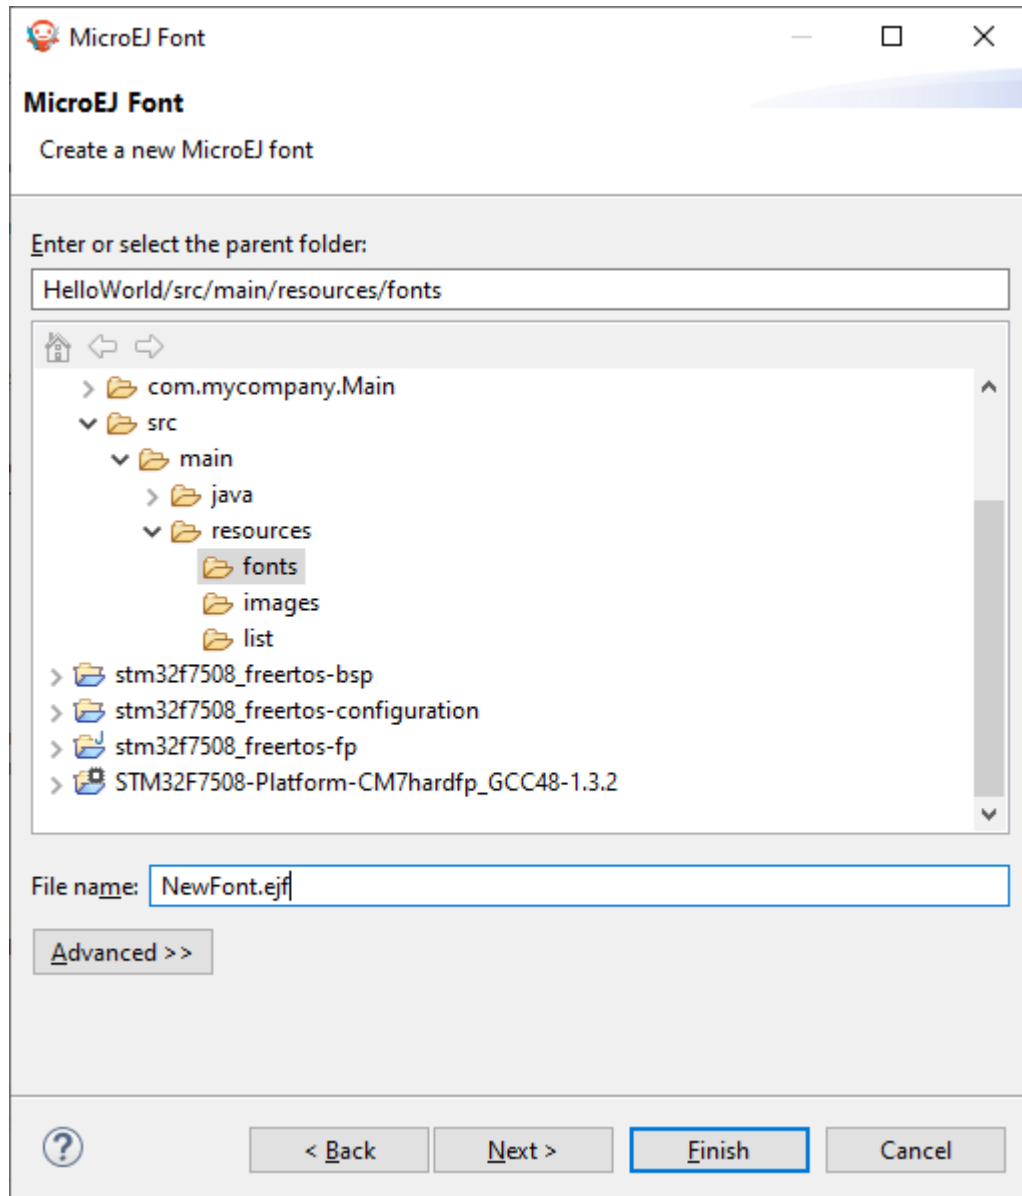 MicroEJ Font
MicroEJ Font
Create a new MicroEJ font
Enter or select the parent folder:
HelloWorld/src/main/resources/fonts
com.mycompany.Main
src
main
java
resources
fonts
images
list
stm32f7508_freertos-bsp
stm32f7508_freertos-configuration
stm32f7508_freertos-fp
STM32F7508-Platform-CM7hardfp_GCC48-1.3.2
File name: NewFont.ejf
Advanced >>
? < Back Next > Finish Cancel